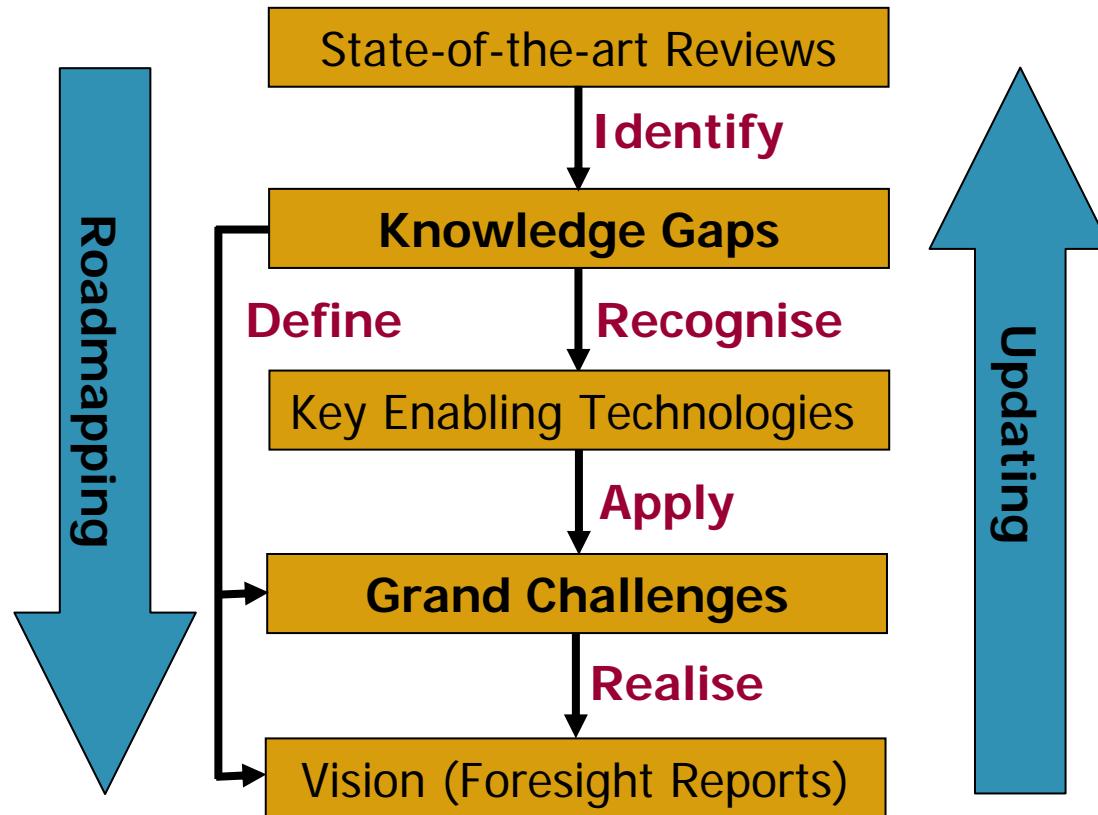 State-of-the-art Reviews
Identify
Knowledge Gaps
Define
Recognise
Key Enabling Technologies
Apply
Grand Challenges
Realise
Vision (Foresight Reports)
Roadmapping
Updating